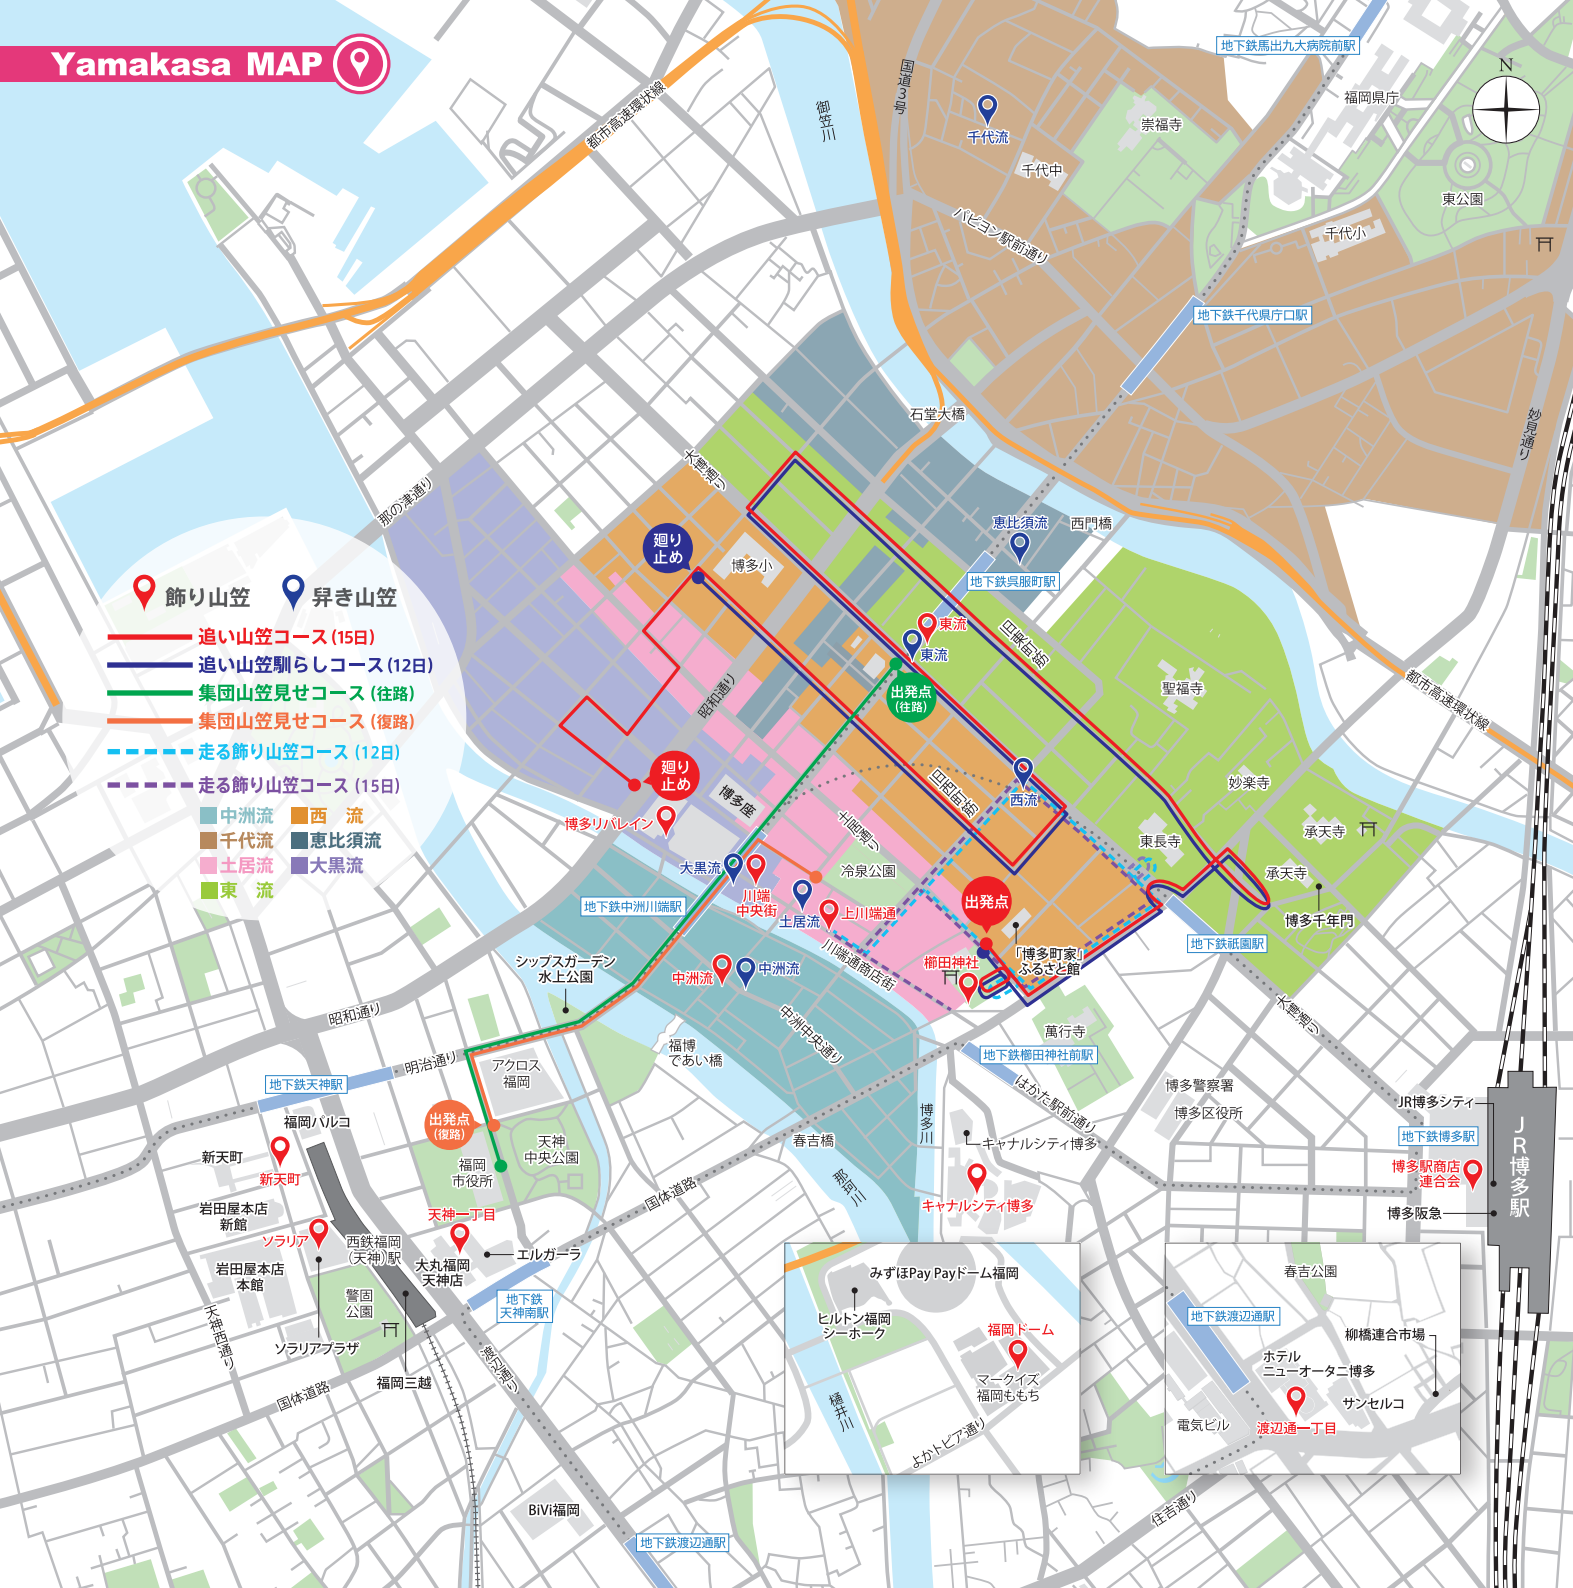 Yamakasa MAP
都市高速環状線
御笠川
国道3号
千代流
千代中
崇福寺
地下鉄馬出九大病院前駅
福岡県庁
N
東公園
千代小
パピヨン駅前通り
地下鉄千代県庁口駅
妙見通り
石堂大橋
大博通り
那の津通り
恵比須流
西門橋
地下鉄呉服町駅
廻り
止め
博多小
東流
東流
旧東町筋
出発点
(往路)
聖福寺
都市高速環状線
飾り山笠
舁き山笠
追い山笠コース(15日)
追い山笠馴らしコース(12日)
集団山笠見せコース(往路)
集団山笠見せコース(復路)
走る飾り山笠コース(12日)
走る飾り山笠コース(15日)
中洲流
西 流
千代流
恵比須流
土居流
大黒流
東 流
昭和通り
廻り
止め
博多座
博多リバレイン
旧西町筋
西流
妙楽寺
東長寺
承天寺
承天寺
博多千年門
土居通り
冷泉公園
大黒流
川端
中央街
土居流
上川端通
出発点
地下鉄中洲川端駅
地下鉄祇園駅
「博多町家」
ふるさと館
櫛田神社
川端通商店街
シップスガーデン
水上公園
中洲流
中洲流
中洲中央通り
昭和通り
明治通り
福博
であい橋
萬行寺
大博通り
地下鉄櫛田神社前駅
はかた駅前通り
アクロス
福岡
地下鉄天神駅
福岡パルコ
出発点
(復路)
天神
中央公園
福岡
市役所
新天町
新天町
春吉橋
博多川
那珂川
キャナルシティ博多
キャナルシティ博多
博多警察署
博多区役所
JR博多シティ
地下鉄博多駅
博多駅商店
連合会
博多阪急
JR博多駅
岩田屋本店
新館
ソラリア
岩田屋本店
本館
西鉄福岡
(天神)駅
天神一丁目
大丸福岡
天神店
エルガーラ
国体道路
地下鉄
天神南駅
警固
公園
天神西通り
ソラリアプラザ
福岡三越
国体道路
渡辺通り
BiVi福岡
地下鉄渡辺通駅
みずほPay Payドーム福岡
ヒルトン福岡
シーホーク
福岡ドーム
マークイズ
福岡ももち
樋井川
よかトピア通り
春吉公園
地下鉄渡辺通駅
柳橋連合市場
ホテル
ニューオータニ博多
サンセルコ
電気ビル
渡辺通一丁目
住吉通り